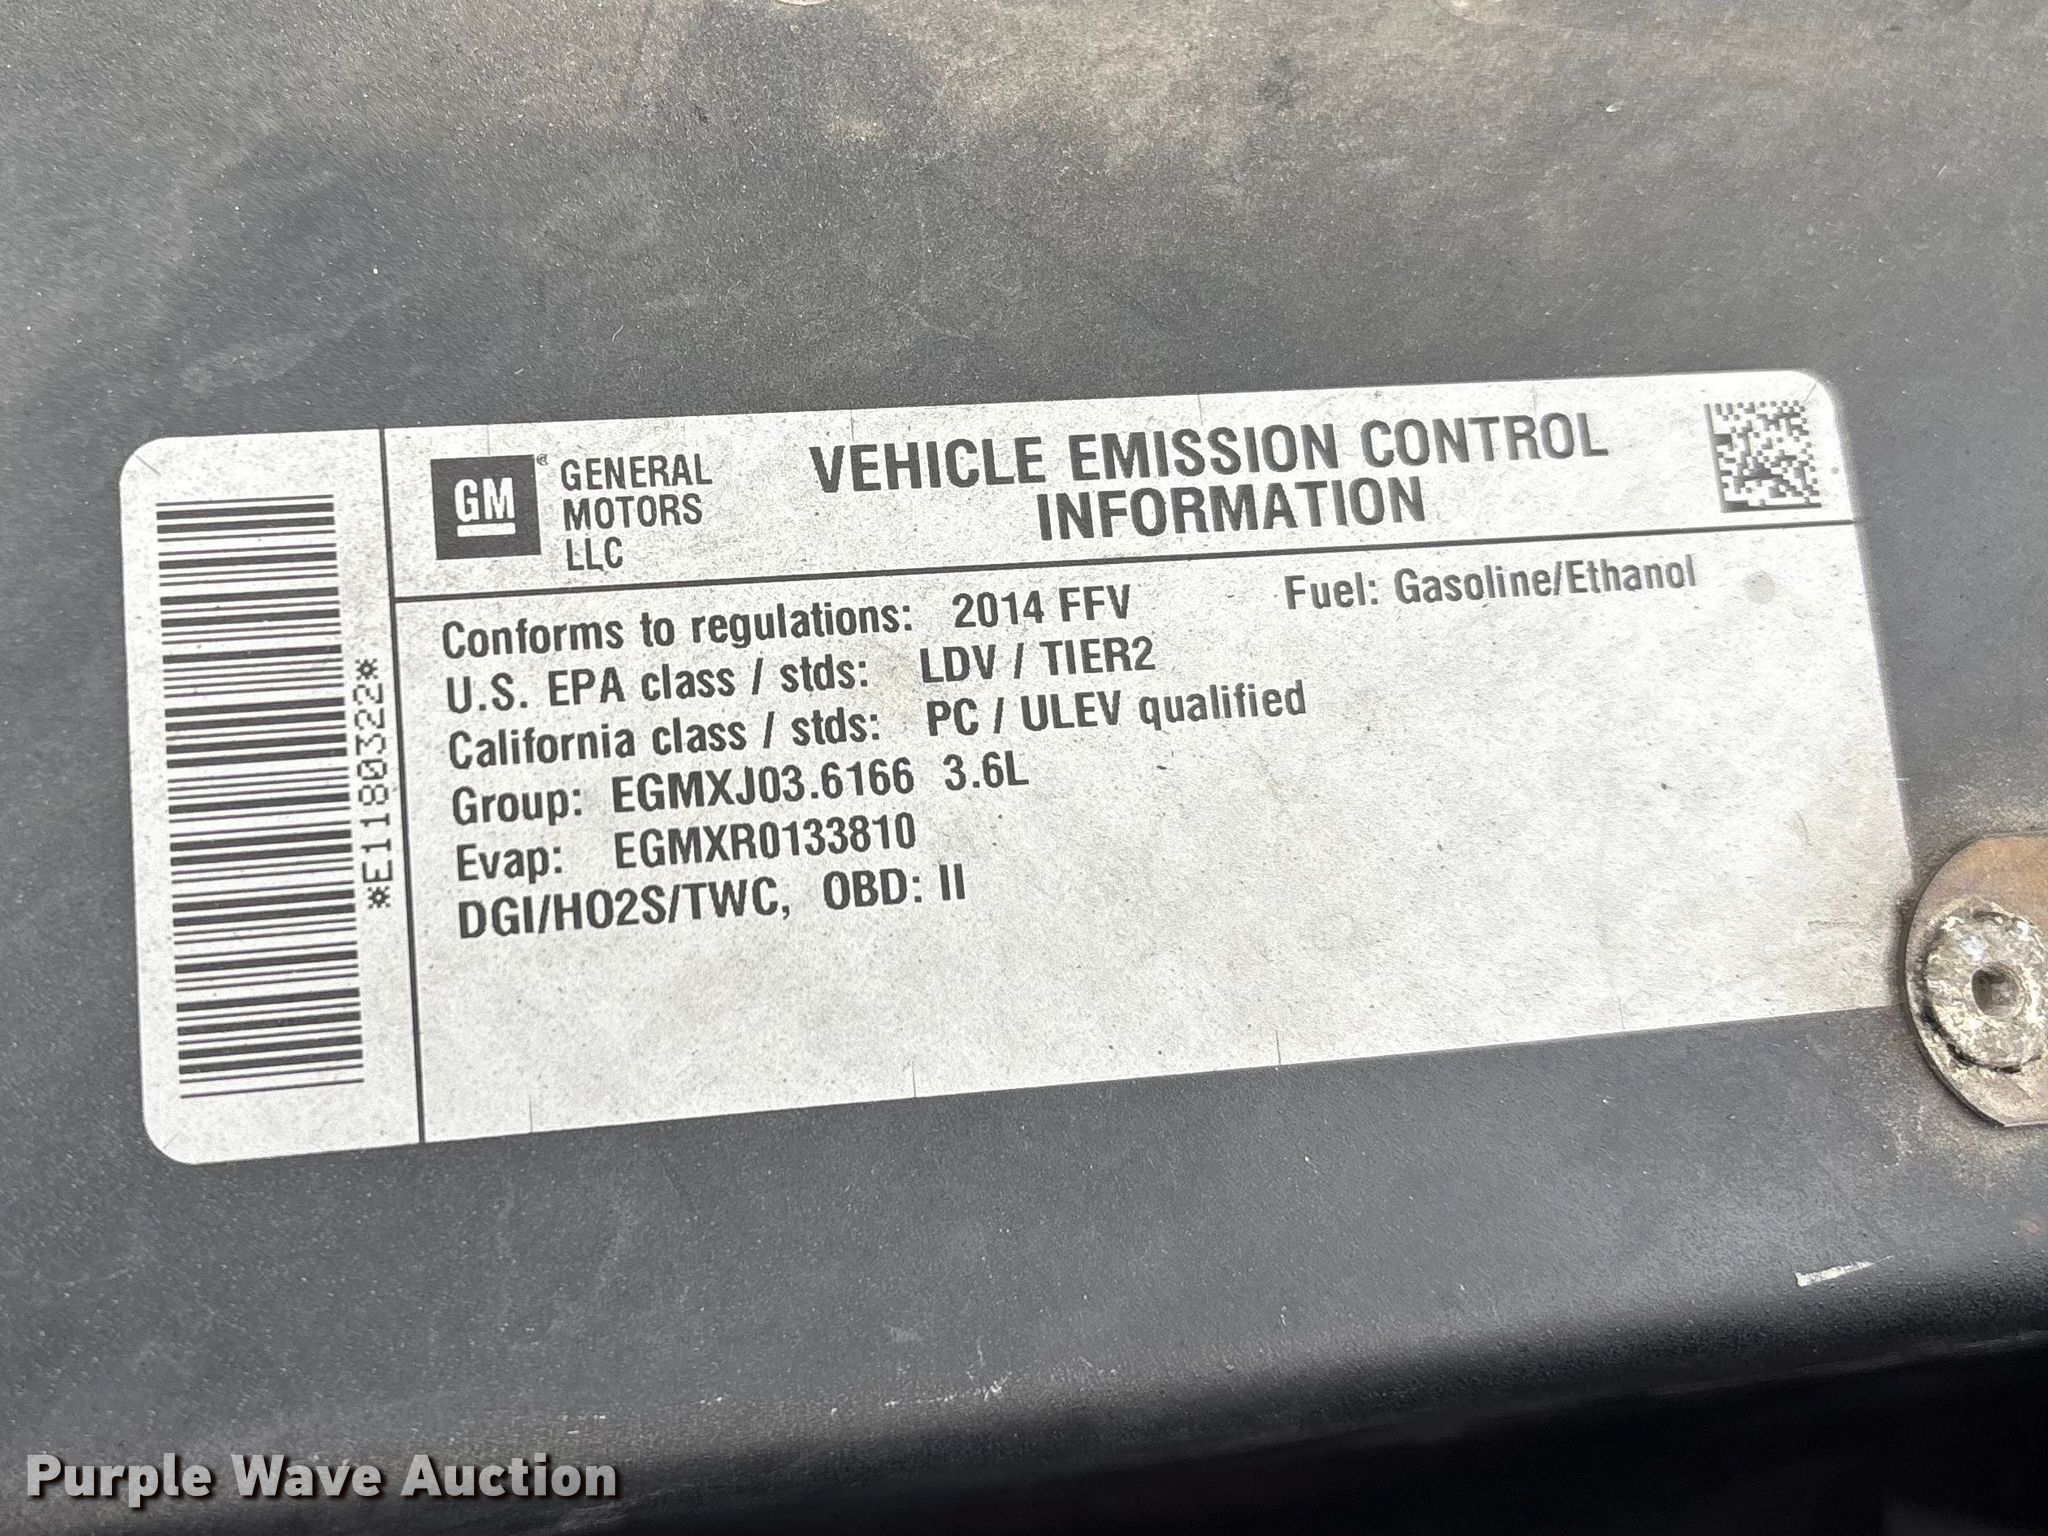 GM
®
GENERAL
MOTORS
LLC
VEHICLE EMISSION CONTROL
INFORMATION
Conforms to regulations: 2014 FFV Fuel: Gasoline/Ethanol
U.S. EPA class / stds: LDV / TIER2
California class / stds: PC / ULEV qualified
Group: EGMXJ03.6166 3.6L
Evap: EGMXR0133810
DGI/HO2S/TWC, OBD: II
*E1180322*
Purple Wave Auction